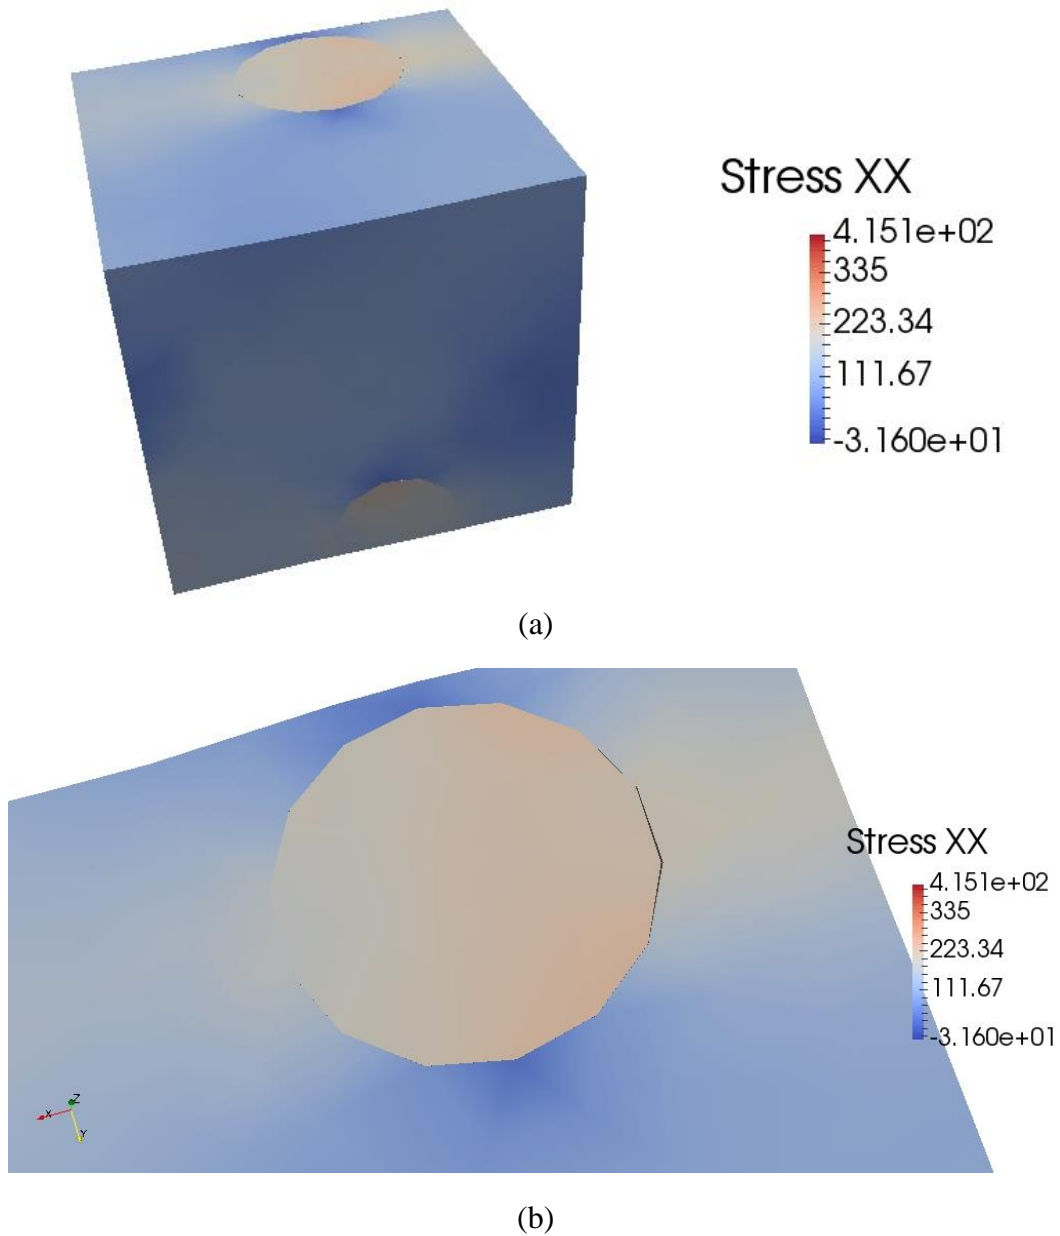 Stress XX
4.151e+02
335
223.34
111.67
-3.160e+01
(a)
Stress XX
4.151e+02
335
223.34
111.67
-3.160e+01
Z
X
Y
(b)